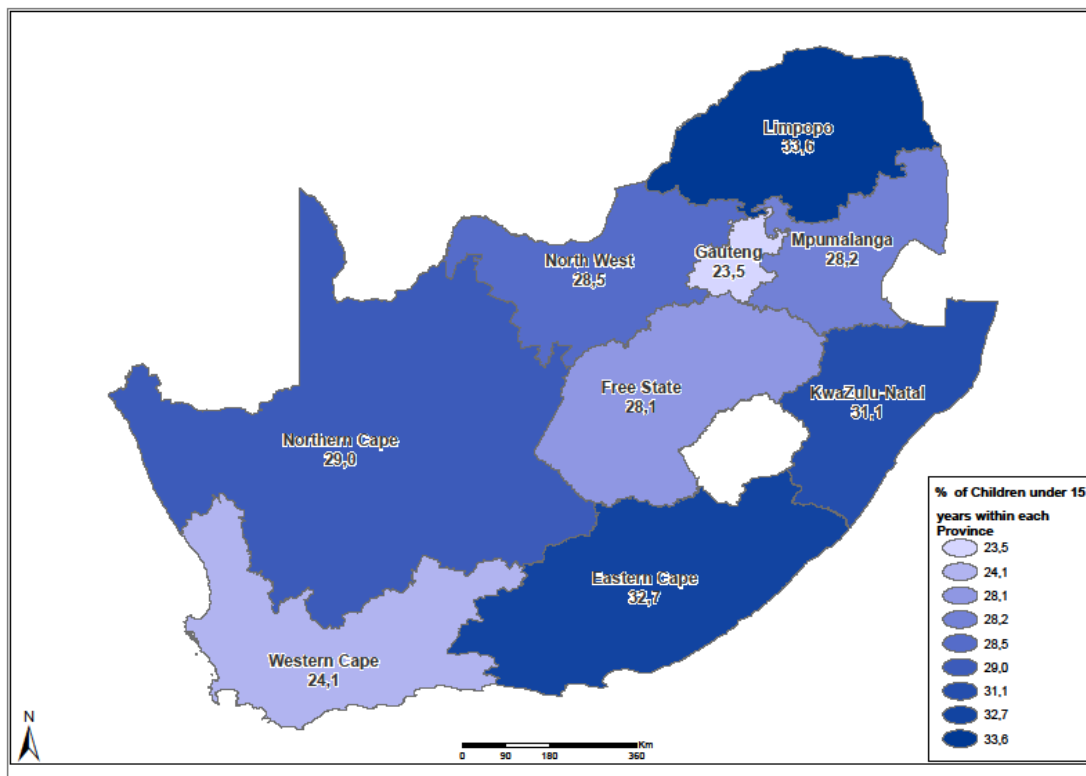 Limpopo
33,6
Mpumalanga
28,2
Gauteng
23,5
North West
28,5
Free State
28,1
KwaZulu-Natal
31,1
Northern Cape
29,0
Eastern Cape
32,7
Western Cape
24,1
% of Children under 15
years within each
Province
23,5
24,1
28,1
28,2
28,5
29,0
31,1
32,7
33,6
N
Km
0 90 180 360